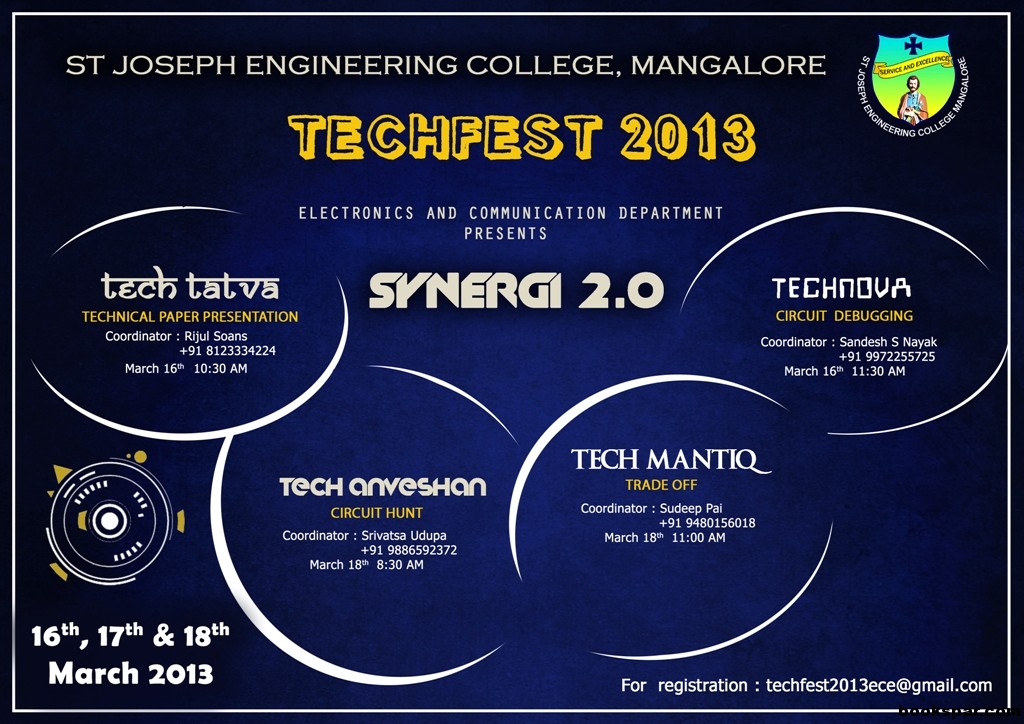 ST JOSEPH ENGINEERING COLLEGE, MANGALORE
SERVICE AND EXCELLENCE
ST JOSEPH ENGINEERING COLLEGE MANGALORE
TECHFEST 2013
ELECTRONICS AND COMMUNICATION DEPARTMENT
PRESENTS
SYNERGI 2.0
tech tatva
TECHNICAL PAPER PRESENTATION
Coordinator : Rijul Soans
+91 8123334224
March 16th 10:30 AM
TECHNOVA
CIRCUIT DEBUGGING
Coordinator : Sandesh S Nayak
+91 9972255725
March 16th 11:30 AM
TECH ANVESHAN
CIRCUIT HUNT
Coordinator : Srivatsa Udupa
+91 9886592372
March 18th 8:30 AM
TECH MANTIQ
TRADE OFF
Coordinator : Sudeep Pai
+91 9480156018
March 18th 11:00 AM
16th, 17th & 18th
March 2013
For registration : techfest2013ece@gmail.com